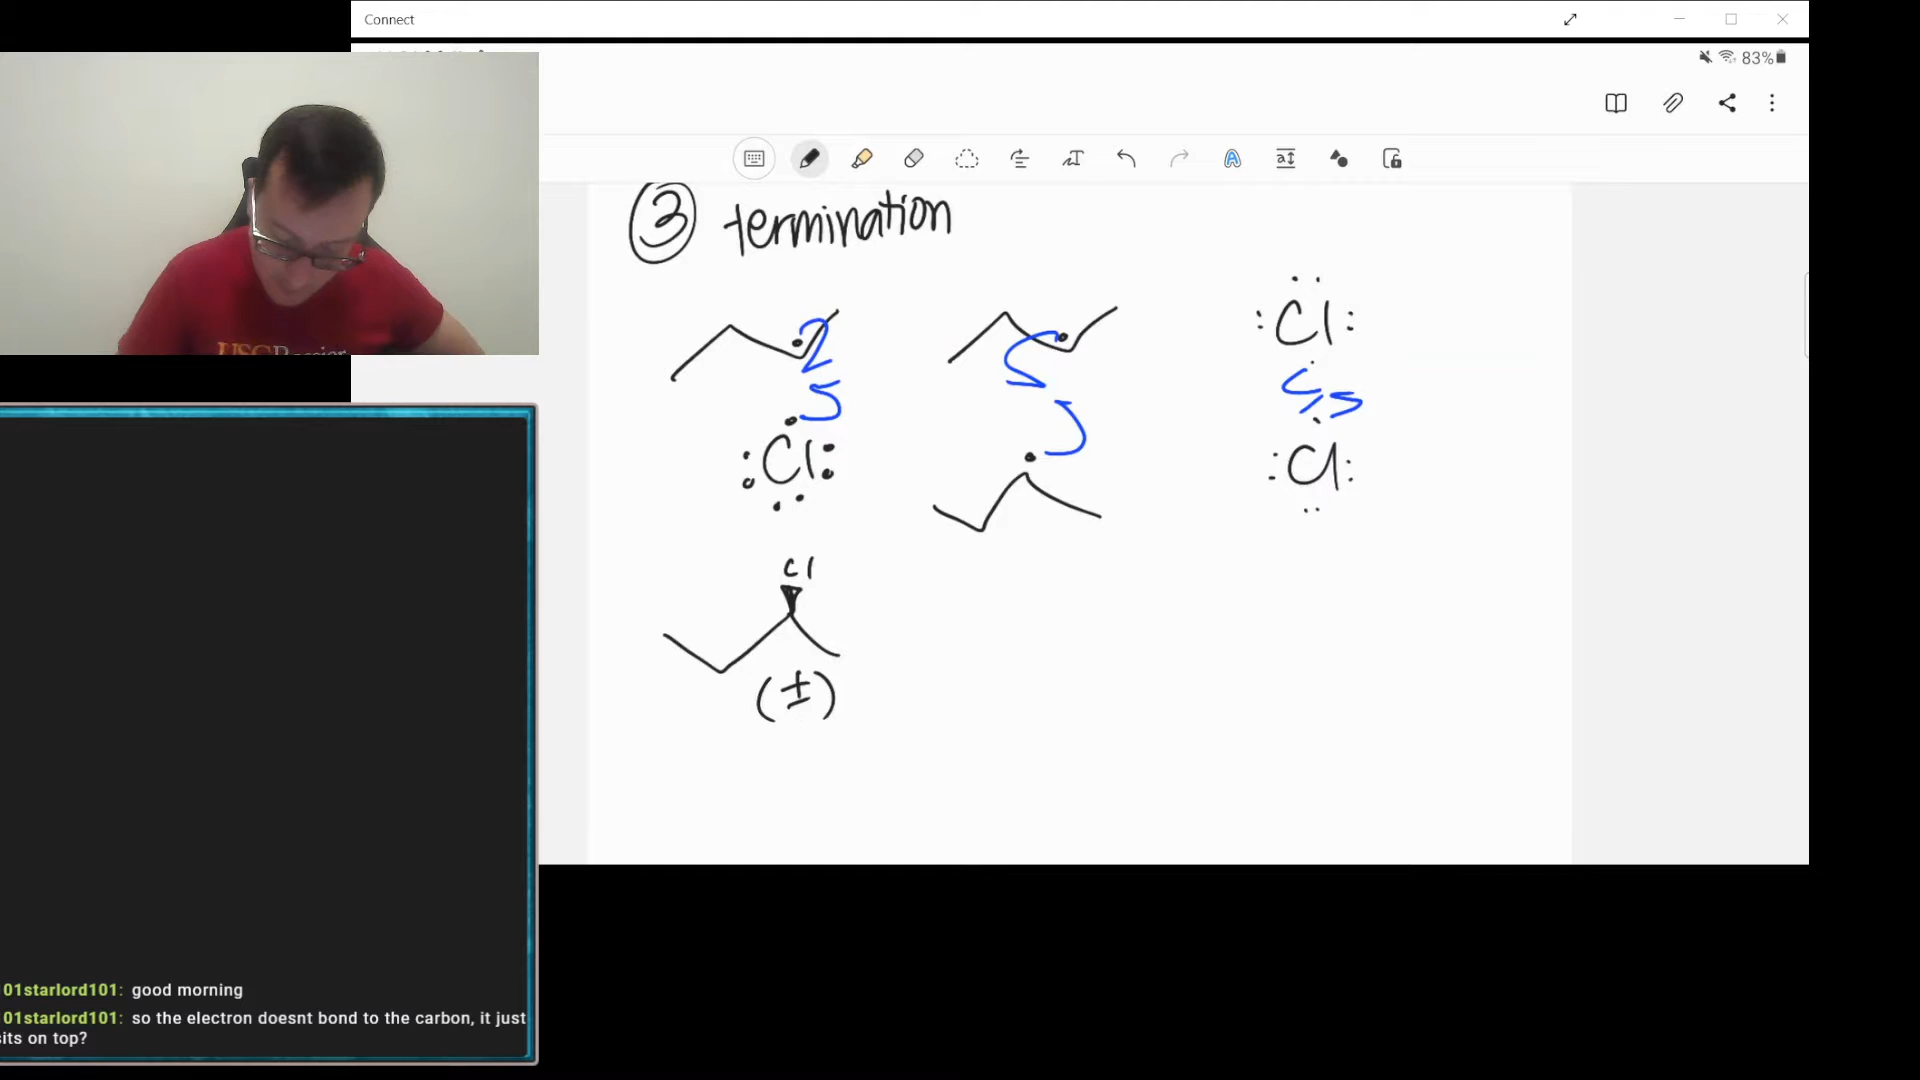 Connect
83%
③ termination
Cl
Cl
Cl
Cl
(±)
01starlord101: good morning
01starlord101: so the electron doesnt bond to the carbon, it just
sits on top?